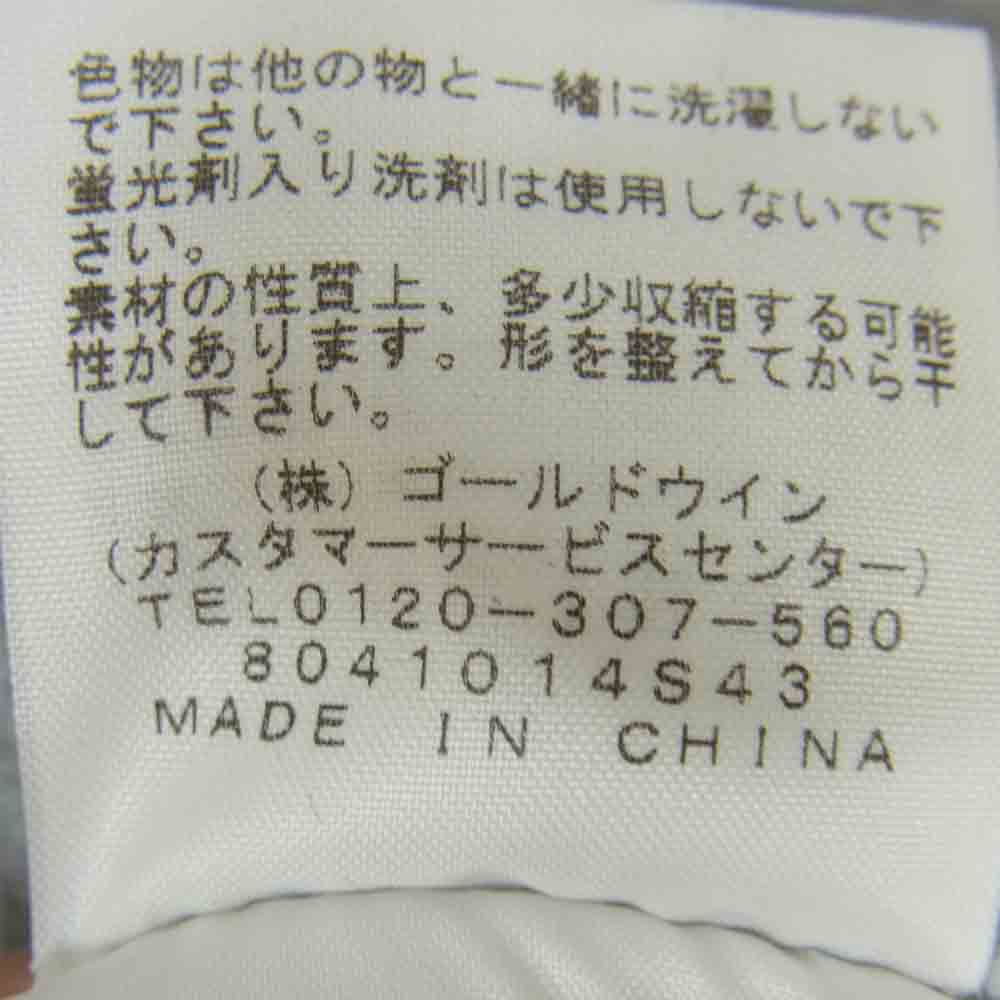 色物は他の物と一緒に洗濯しない
で下さい。
蛍光剤入り洗剤は使用しないで下
さい。
素材の性質上、多少収縮する可能
性があります。形を整えてから干
して下さい。
(株)ゴールドウイン
(カスタマーサービスセンター)
TEL0120-307-560
8041014S43
MADE IN CHINA